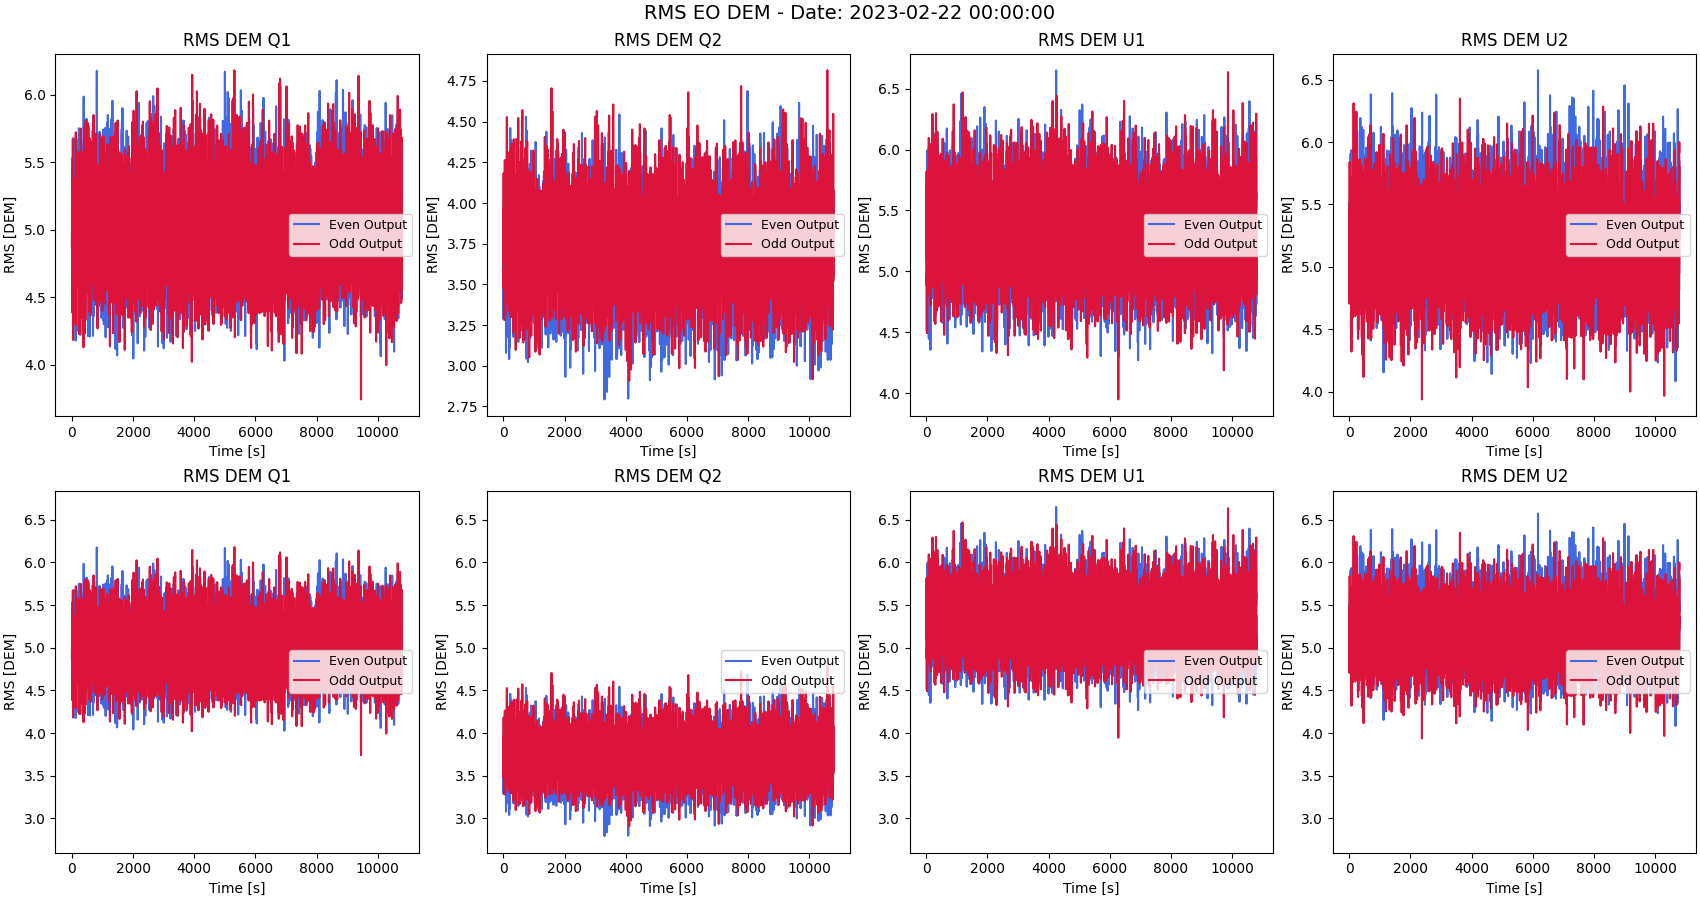 RMS EO DEM - Date: 2023-02-22 00:00:00
RMS DEM Q1
RMS DEM Q2
RMS DEM U1
RMS DEM U2
RMS [DEM]
6.0
5.5
5.0
4.5
4.0
Even Output
Odd Output
0 2000 4000 6000 8000 10000
Time [s]
RMS [DEM]
4.75
4.50
4.25
4.00
3.75
3.50
3.25
3.00
2.75
Even Output
Odd Output
0 2000 4000 6000 8000 10000
Time [s]
RMS [DEM]
6.5
6.0
5.5
5.0
4.5
4.0
Even Output
Odd Output
0 2000 4000 6000 8000 10000
Time [s]
RMS [DEM]
6.5
6.0
5.5
5.0
4.5
4.0
Even Output
Odd Output
0 2000 4000 6000 8000 10000
Time [s]
RMS DEM Q1
RMS DEM Q2
RMS DEM U1
RMS DEM U2
RMS [DEM]
6.5
6.0
5.5
5.0
4.5
4.0
3.5
3.0
Even Output
Odd Output
0 2000 4000 6000 8000 10000
Time [s]
RMS [DEM]
6.5
6.0
5.5
5.0
4.5
4.0
3.5
3.0
Even Output
Odd Output
0 2000 4000 6000 8000 10000
Time [s]
RMS [DEM]
6.5
6.0
5.5
5.0
4.5
4.0
3.5
3.0
Even Output
Odd Output
0 2000 4000 6000 8000 10000
Time [s]
RMS [DEM]
6.5
6.0
5.5
5.0
4.5
4.0
3.5
3.0
Even Output
Odd Output
0 2000 4000 6000 8000 10000
Time [s]